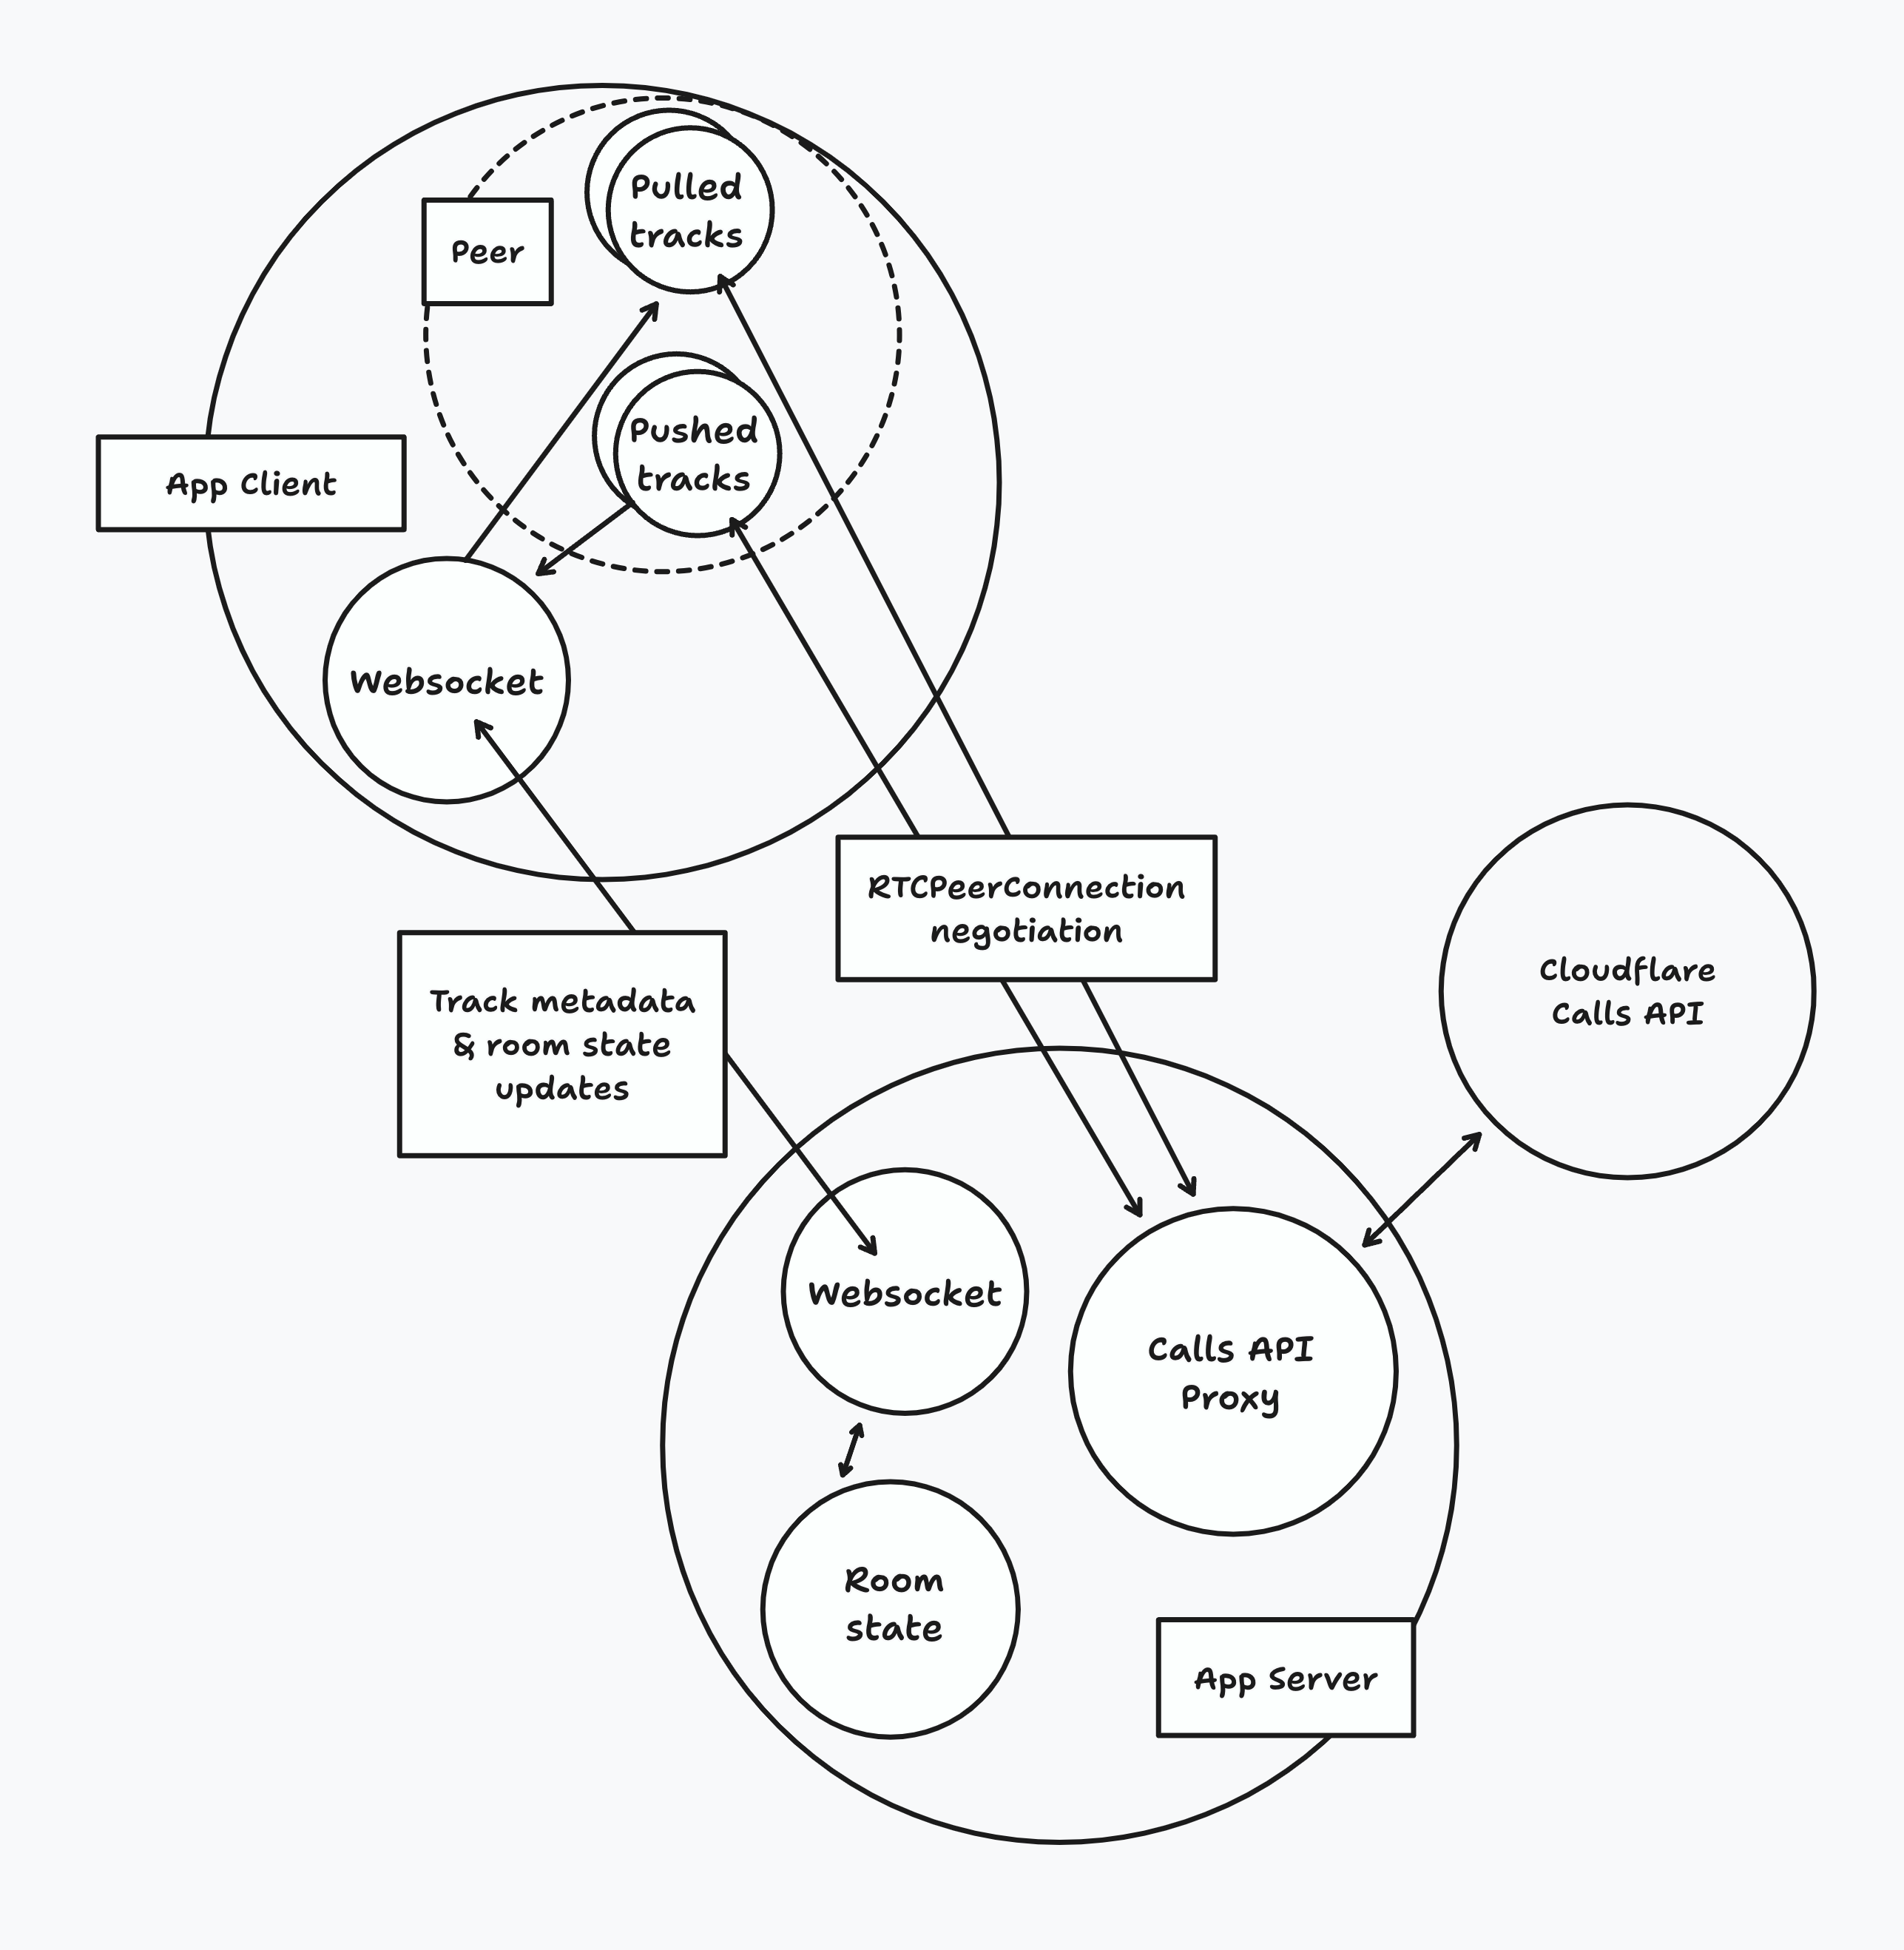 Pulled
tracks
Peer
Pushed
tracks
App Client
Websocket
RTCPeerConnection
negotiation
Cloudflare
Calls API
Track metadata
& room state
updates
Websocket
Calls API
Proxy
Room
state
App Server